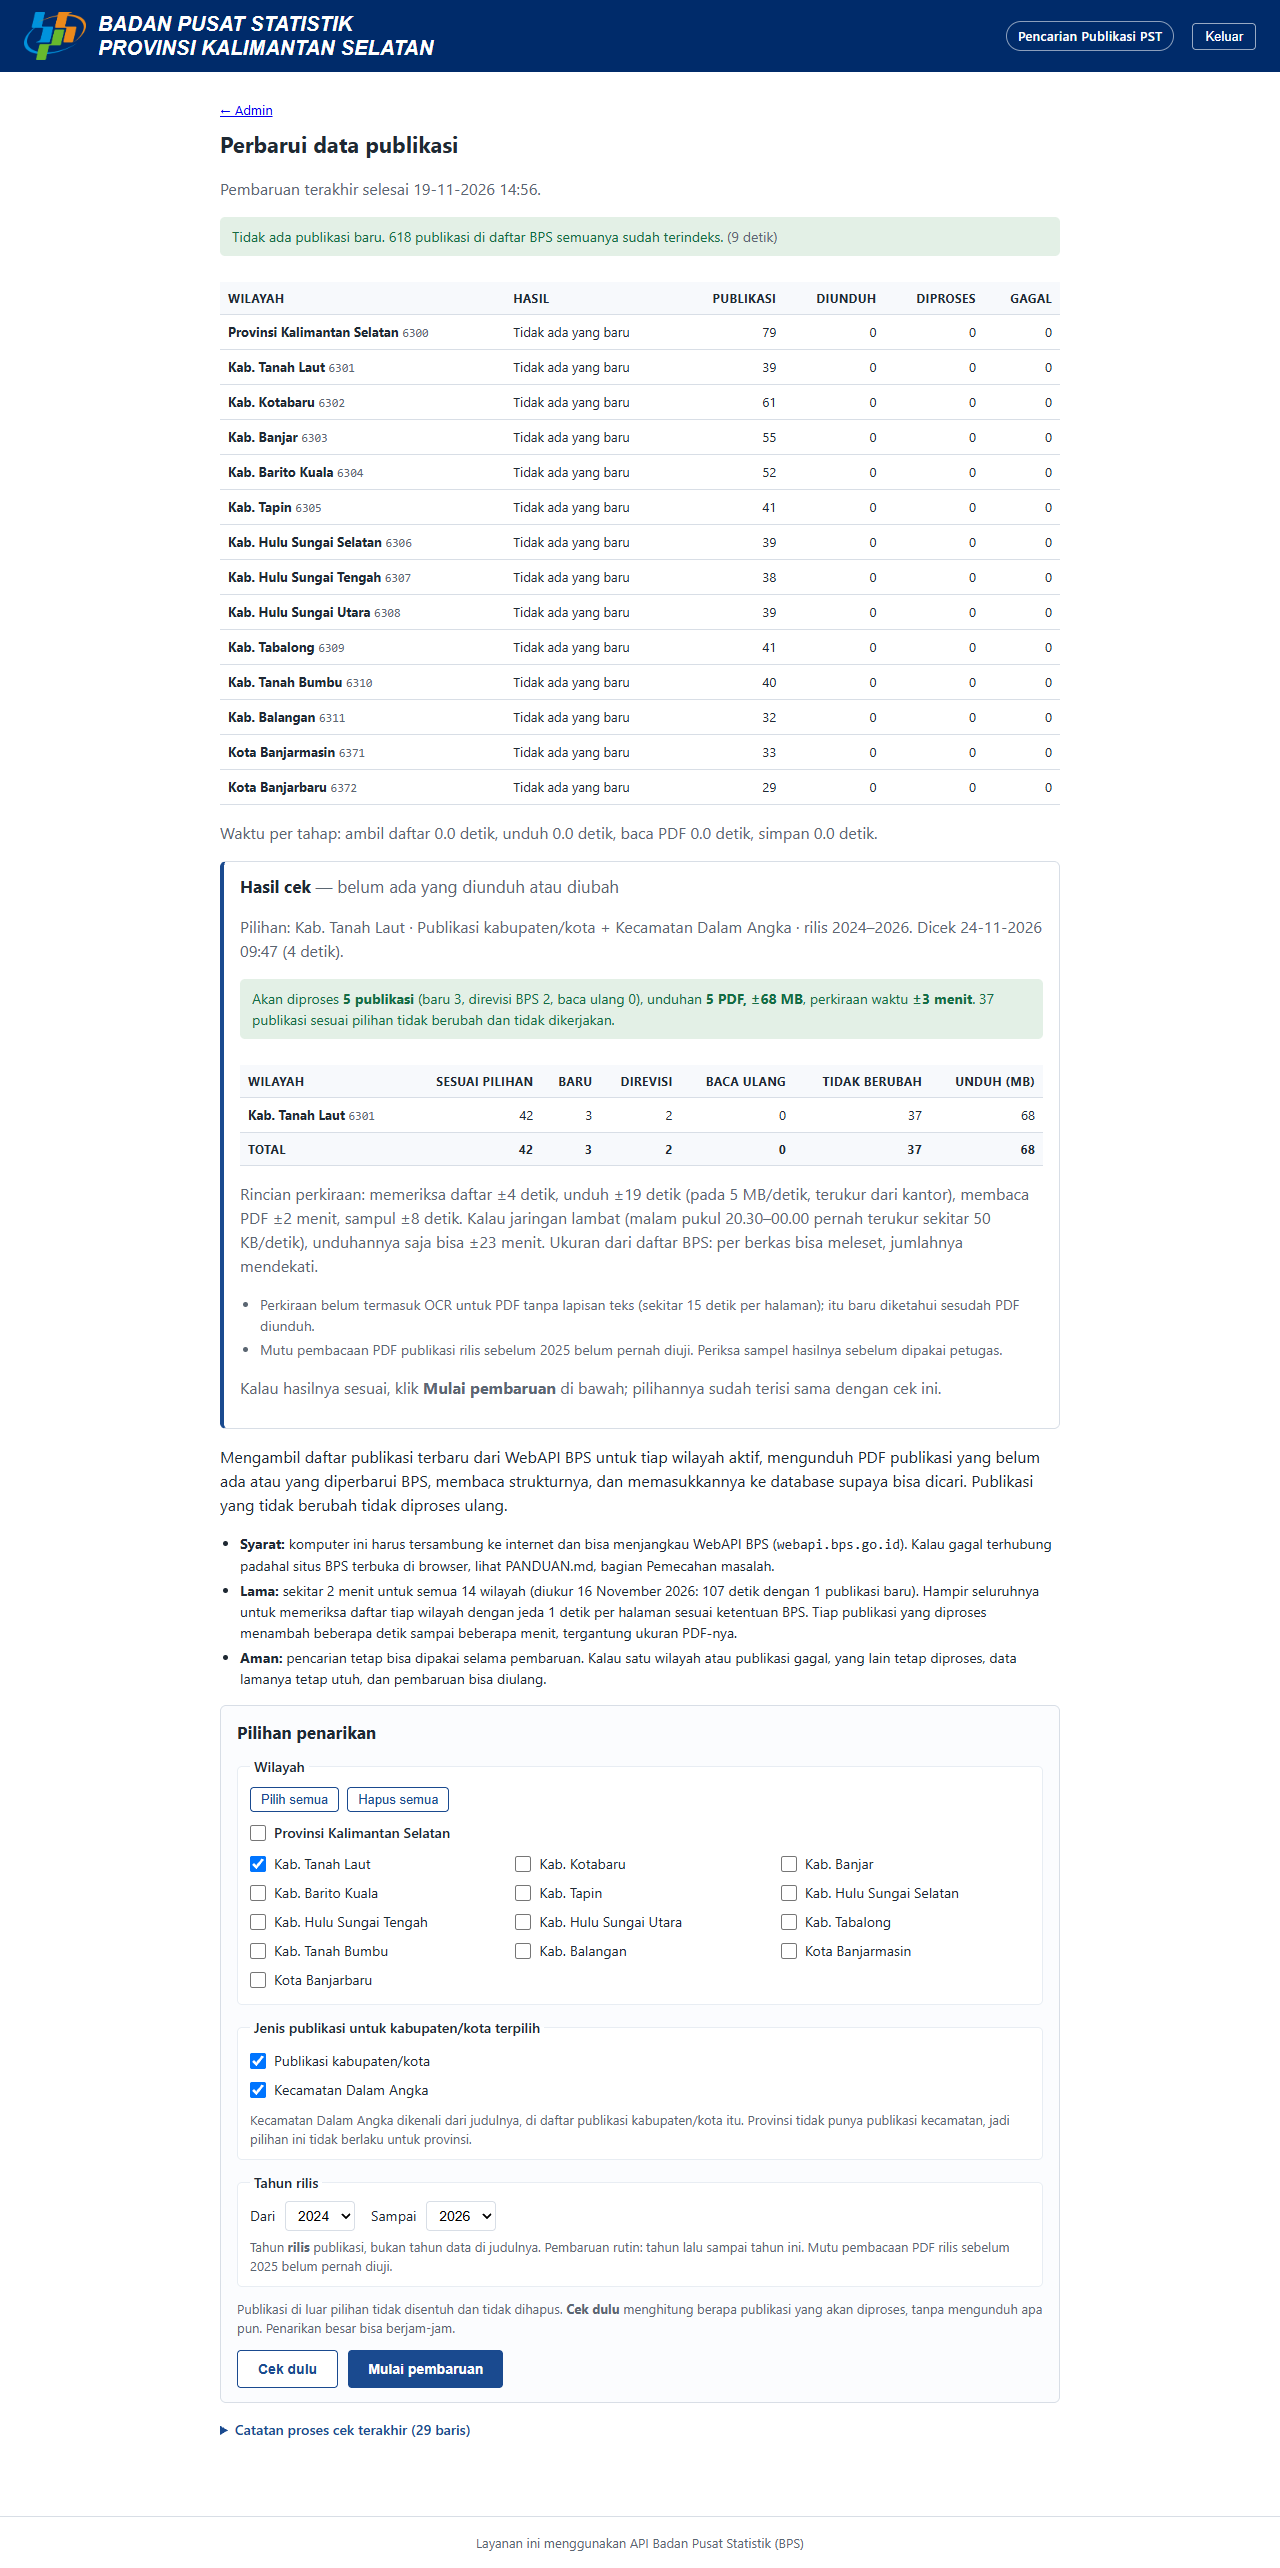 BADAN PUSAT STATISTIK
PROVINSI KALIMANTAN SELATAN
Pencarian Publikasi PST
Keluar
← Admin
Perbarui data publikasi
Pembaruan terakhir selesai 19-11-2026 14:56.
Tidak ada publikasi baru. 618 publikasi di daftar BPS semuanya sudah terindeks. (9 detik)
WILAYAH HASIL PUBLIKASI DIUNDUH DIPROSES GAGAL
Provinsi Kalimantan Selatan 6300 Tidak ada yang baru 79 0 0 0
Kab. Tanah Laut 6301 Tidak ada yang baru 39 0 0 0
Kab. Kotabaru 6302 Tidak ada yang baru 61 0 0 0
Kab. Banjar 6303 Tidak ada yang baru 55 0 0 0
Kab. Barito Kuala 6304 Tidak ada yang baru 52 0 0 0
Kab. Tapin 6305 Tidak ada yang baru 41 0 0 0
Kab. Hulu Sungai Selatan 6306 Tidak ada yang baru 39 0 0 0
Kab. Hulu Sungai Tengah 6307 Tidak ada yang baru 38 0 0 0
Kab. Hulu Sungai Utara 6308 Tidak ada yang baru 39 0 0 0
Kab. Tabalong 6309 Tidak ada yang baru 41 0 0 0
Kab. Tanah Bumbu 6310 Tidak ada yang baru 40 0 0 0
Kab. Balangan 6311 Tidak ada yang baru 32 0 0 0
Kota Banjarmasin 6371 Tidak ada yang baru 33 0 0 0
Kota Banjarbaru 6372 Tidak ada yang baru 29 0 0 0
Waktu per tahap: ambil daftar 0.0 detik, unduh 0.0 detik, baca PDF 0.0 detik, simpan 0.0 detik.
Hasil cek — belum ada yang diunduh atau diubah
Pilihan: Kab. Tanah Laut · Publikasi kabupaten/kota + Kecamatan Dalam Angka · rilis 2024–2026. Dicek 24-11-2026
09:47 (4 detik).
Akan diproses 5 publikasi (baru 3, direvisi BPS 2, baca ulang 0), unduhan 5 PDF, ±68 MB, perkiraan waktu ±3 menit. 37
publikasi sesuai pilihan tidak berubah dan tidak dikerjakan.
WILAYAH SESUAI PILIHAN BARU DIREVISI BACA ULANG TIDAK BERUBAH UNDUH (MB)
Kab. Tanah Laut 6301 42 3 2 0 37 68
TOTAL 42 3 2 0 37 68
Rincian perkiraan: memeriksa daftar ±4 detik, unduh ±19 detik (pada 5 MB/detik, terukur dari kantor), membaca
PDF ±2 menit, sampul ±8 detik. Kalau jaringan lambat (malam pukul 20.30–00.00 pernah terukur sekitar 50
KB/detik), unduhannya saja bisa ±23 menit. Ukuran dari daftar BPS: per berkas bisa meleset, jumlahnya
mendekati.
• Perkiraan belum termasuk OCR untuk PDF tanpa lapisan teks (sekitar 15 detik per halaman); itu baru diketahui sesudah PDF
diunduh.
• Mutu pembacaan PDF publikasi rilis sebelum 2025 belum pernah diuji. Periksa sampel hasilnya sebelum dipakai petugas.
Kalau hasilnya sesuai, klik Mulai pembaruan di bawah; pilihannya sudah terisi sama dengan cek ini.
Mengambil daftar publikasi terbaru dari WebAPI BPS untuk tiap wilayah aktif, mengunduh PDF publikasi yang belum
ada atau yang diperbarui BPS, membaca strukturnya, dan memasukkannya ke database supaya bisa dicari. Publikasi
yang tidak berubah tidak diproses ulang.
• Syarat: komputer ini harus tersambung ke internet dan bisa menjangkau WebAPI BPS (webapi.bps.go.id). Kalau gagal terhubung
padahal situs BPS terbuka di browser, lihat PANDUAN.md, bagian Pemecahan masalah.
• Lama: sekitar 2 menit untuk semua 14 wilayah (diukur 16 November 2026: 107 detik dengan 1 publikasi baru). Hampir seluruhnya
untuk memeriksa daftar tiap wilayah dengan jeda 1 detik per halaman sesuai ketentuan BPS. Tiap publikasi yang diproses
menambah beberapa detik sampai beberapa menit, tergantung ukuran PDF-nya.
• Aman: pencarian tetap bisa dipakai selama pembaruan. Kalau satu wilayah atau publikasi gagal, yang lain tetap diproses, data
lamanya tetap utuh, dan pembaruan bisa diulang.
Pilihan penarikan
Wilayah
Pilih semua Hapus semua
Provinsi Kalimantan Selatan
Kab. Tanah Laut Kab. Kotabaru Kab. Banjar
Kab. Barito Kuala Kab. Tapin Kab. Hulu Sungai Selatan
Kab. Hulu Sungai Tengah Kab. Hulu Sungai Utara Kab. Tabalong
Kab. Tanah Bumbu Kab. Balangan Kota Banjarmasin
Kota Banjarbaru
Jenis publikasi untuk kabupaten/kota terpilih
Publikasi kabupaten/kota
Kecamatan Dalam Angka
Kecamatan Dalam Angka dikenali dari judulnya, di daftar publikasi kabupaten/kota itu. Provinsi tidak punya publikasi kecamatan, jadi
pilihan ini tidak berlaku untuk provinsi.
Tahun rilis
Dari 2024 Sampai 2026
Tahun rilis publikasi, bukan tahun data di judulnya. Pembaruan rutin: tahun lalu sampai tahun ini. Mutu pembacaan PDF rilis sebelum
2025 belum pernah diuji.
Publikasi di luar pilihan tidak disentuh dan tidak dihapus. Cek dulu menghitung berapa publikasi yang akan diproses, tanpa mengunduh apa
pun. Penarikan besar bisa berjam-jam.
Cek dulu Mulai pembaruan
Catatan proses cek terakhir (29 baris)
Layanan ini menggunakan API Badan Pusat Statistik (BPS)